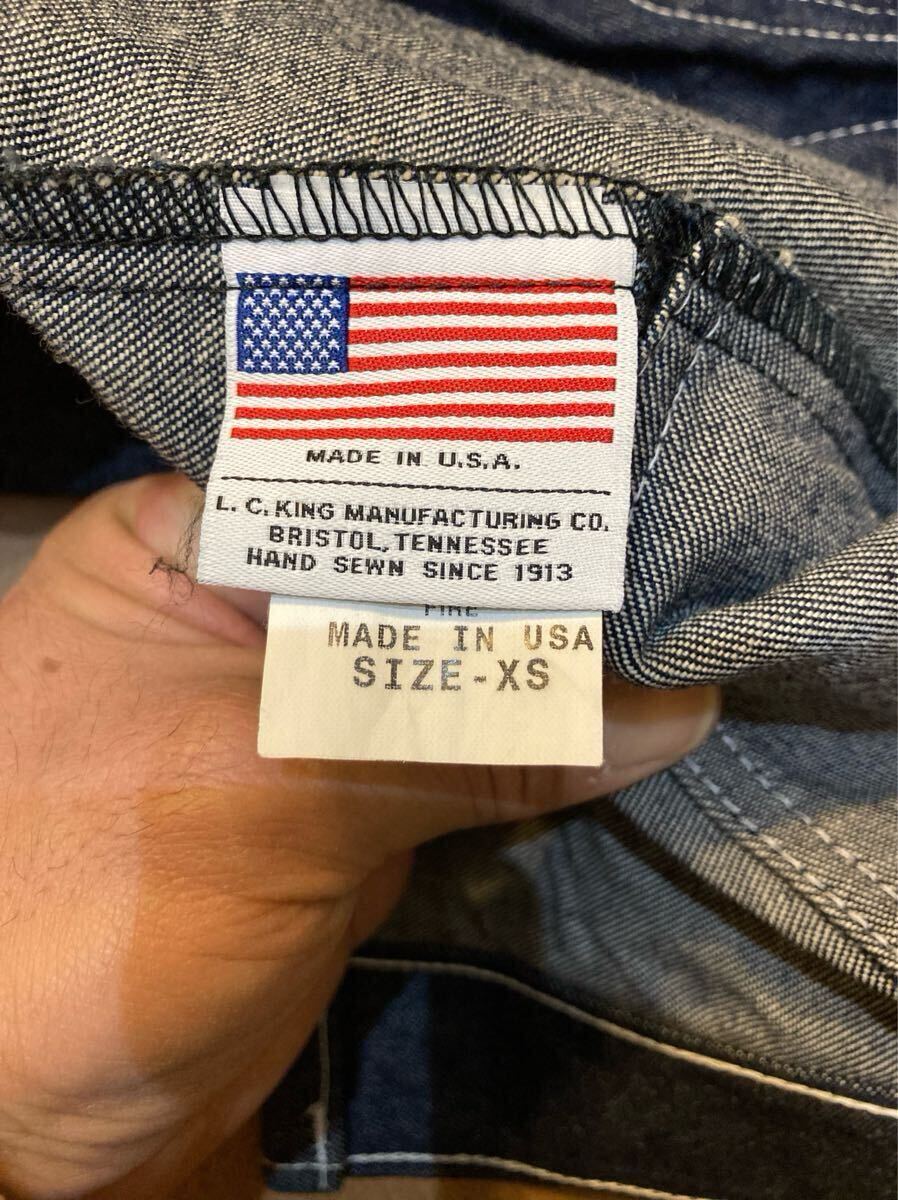 MADE IN U.S.A.
L. C. KING MANUFACTURING CO.
BRISTOL, TENNESSEE
HAND SEWN SINCE 1913
MADE IN USA
SIZE-XS